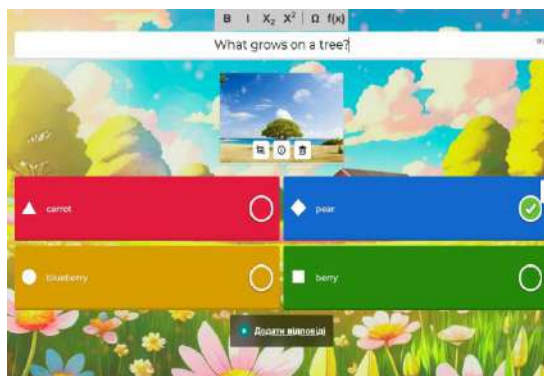 B I X₂ X² Ω f(x)
What grows on a tree?
carrot
pear
blueberry
berry
Додати відповіді